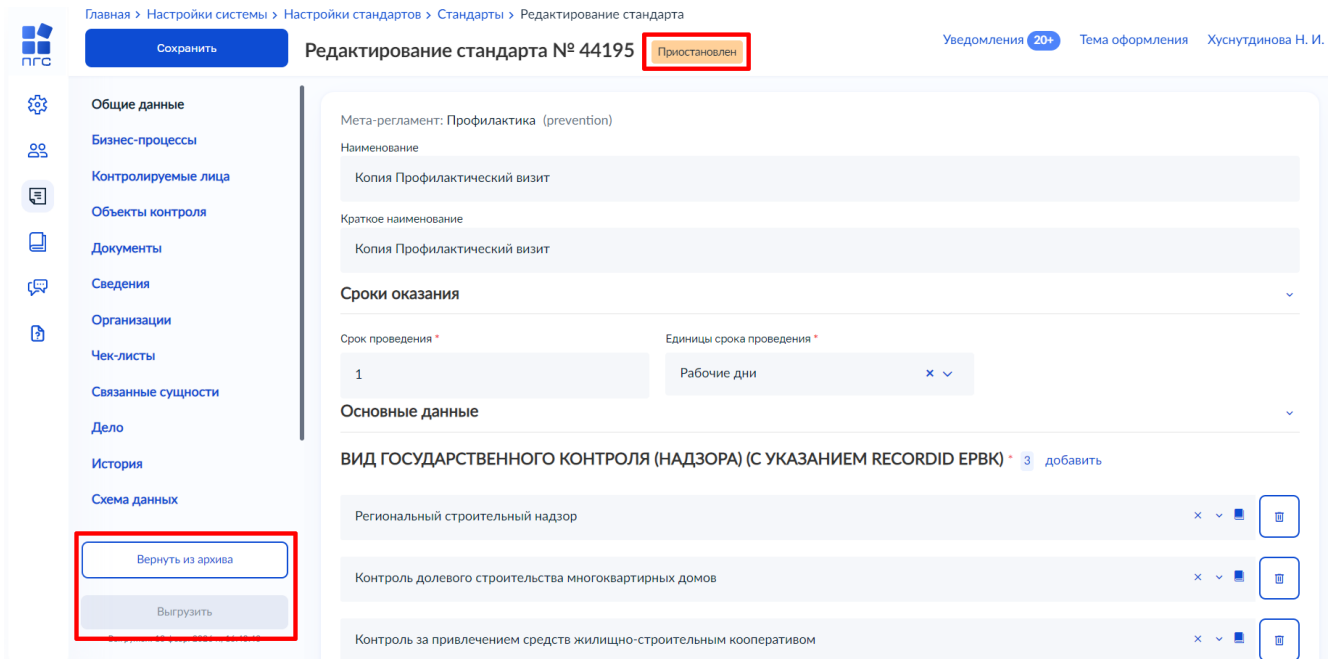 Главная > Настройки системы > Настройки стандартов > Стандарты > Редактирование стандарта
ПГС
Сохранить
Редактирование стандарта № 44195
Приостановлен
Уведомления 20+
Тема оформления
Хуснутдинова Н. И.
Общие данные
Бизнес-процессы
Контролируемые лица
Объекты контроля
Документы
Сведения
Организации
Чек-листы
Связанные сущности
Дело
История
Схема данных
Вернуть из архива
Выгрузить
Мета-регламент: Профилактика (prevention)
Наименование
Копия Профилактический визит
Краткое наименование
Копия Профилактический визит
Сроки оказания
Срок проведения *
Единицы срока проведения *
1
Рабочие дни
Основные данные
ВИД ГОСУДАРСТВЕННОГО КОНТРОЛЯ (НАДЗОРА) (С УКАЗАНИЕМ RECORDID ЕРВК) * 3 добавить
Региональный строительный надзор
Контроль долевого строительства многоквартирных домов
Контроль за привлечением средств жилищно-строительным кооперативом